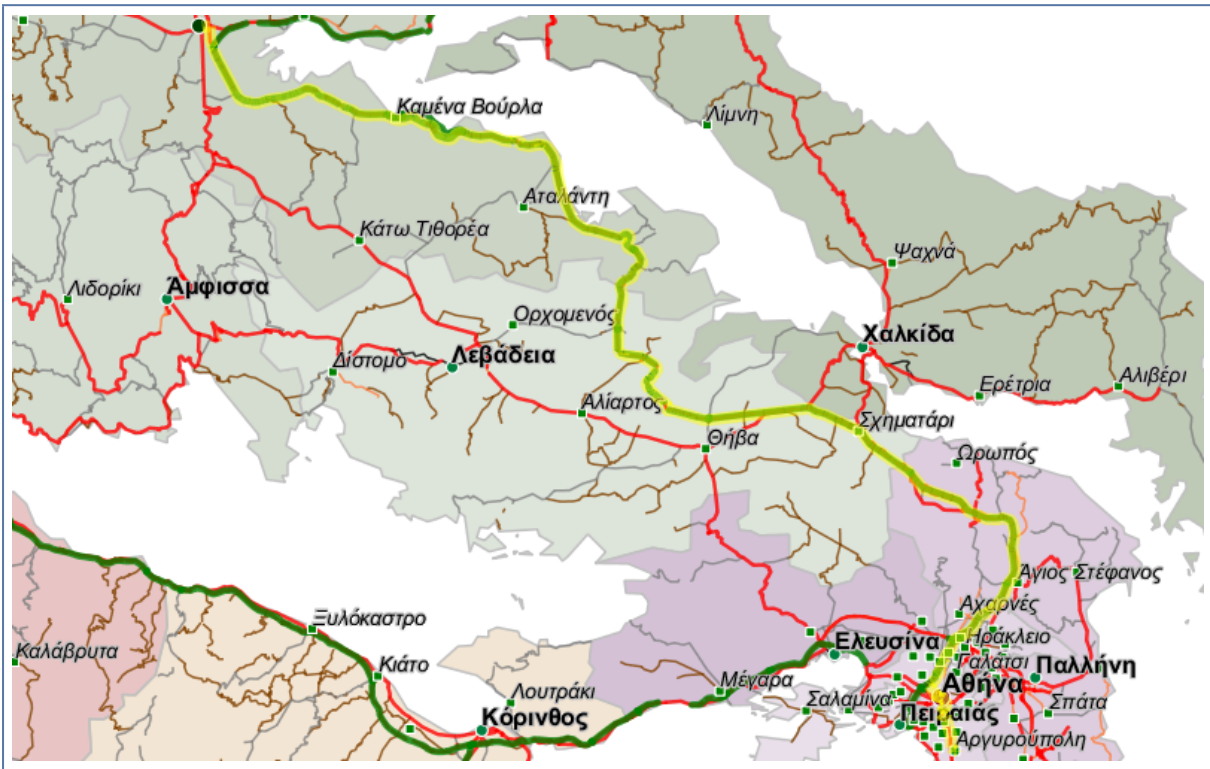 Καμένα Βούρλα
Λίμνη
Αταλάντη
Κάτω Τιθορέα
Ψαχνά
Λιδορίκι
Άμφισσα
Ορχομενός
Χαλκίδα
Δίστομο
Λεβάδεια
Ερέτρια
Αλιβέρι
Αλίαρτος
Σχηματάρι
Θήβα
Ωρωπός
Άγιος Στέφανος
Αχαρνές
Ξυλόκαστρο
Ελευσίνα
Ηράκλειο
Καλάβρυτα
Κιάτο
Γαλάτσι
Παλλήνη
Μέγαρα
Αθήνα
Λουτράκι
Σαλαμίνα
Σπάτα
Κόρινθος
Πειραιάς
Αργυρούπολη